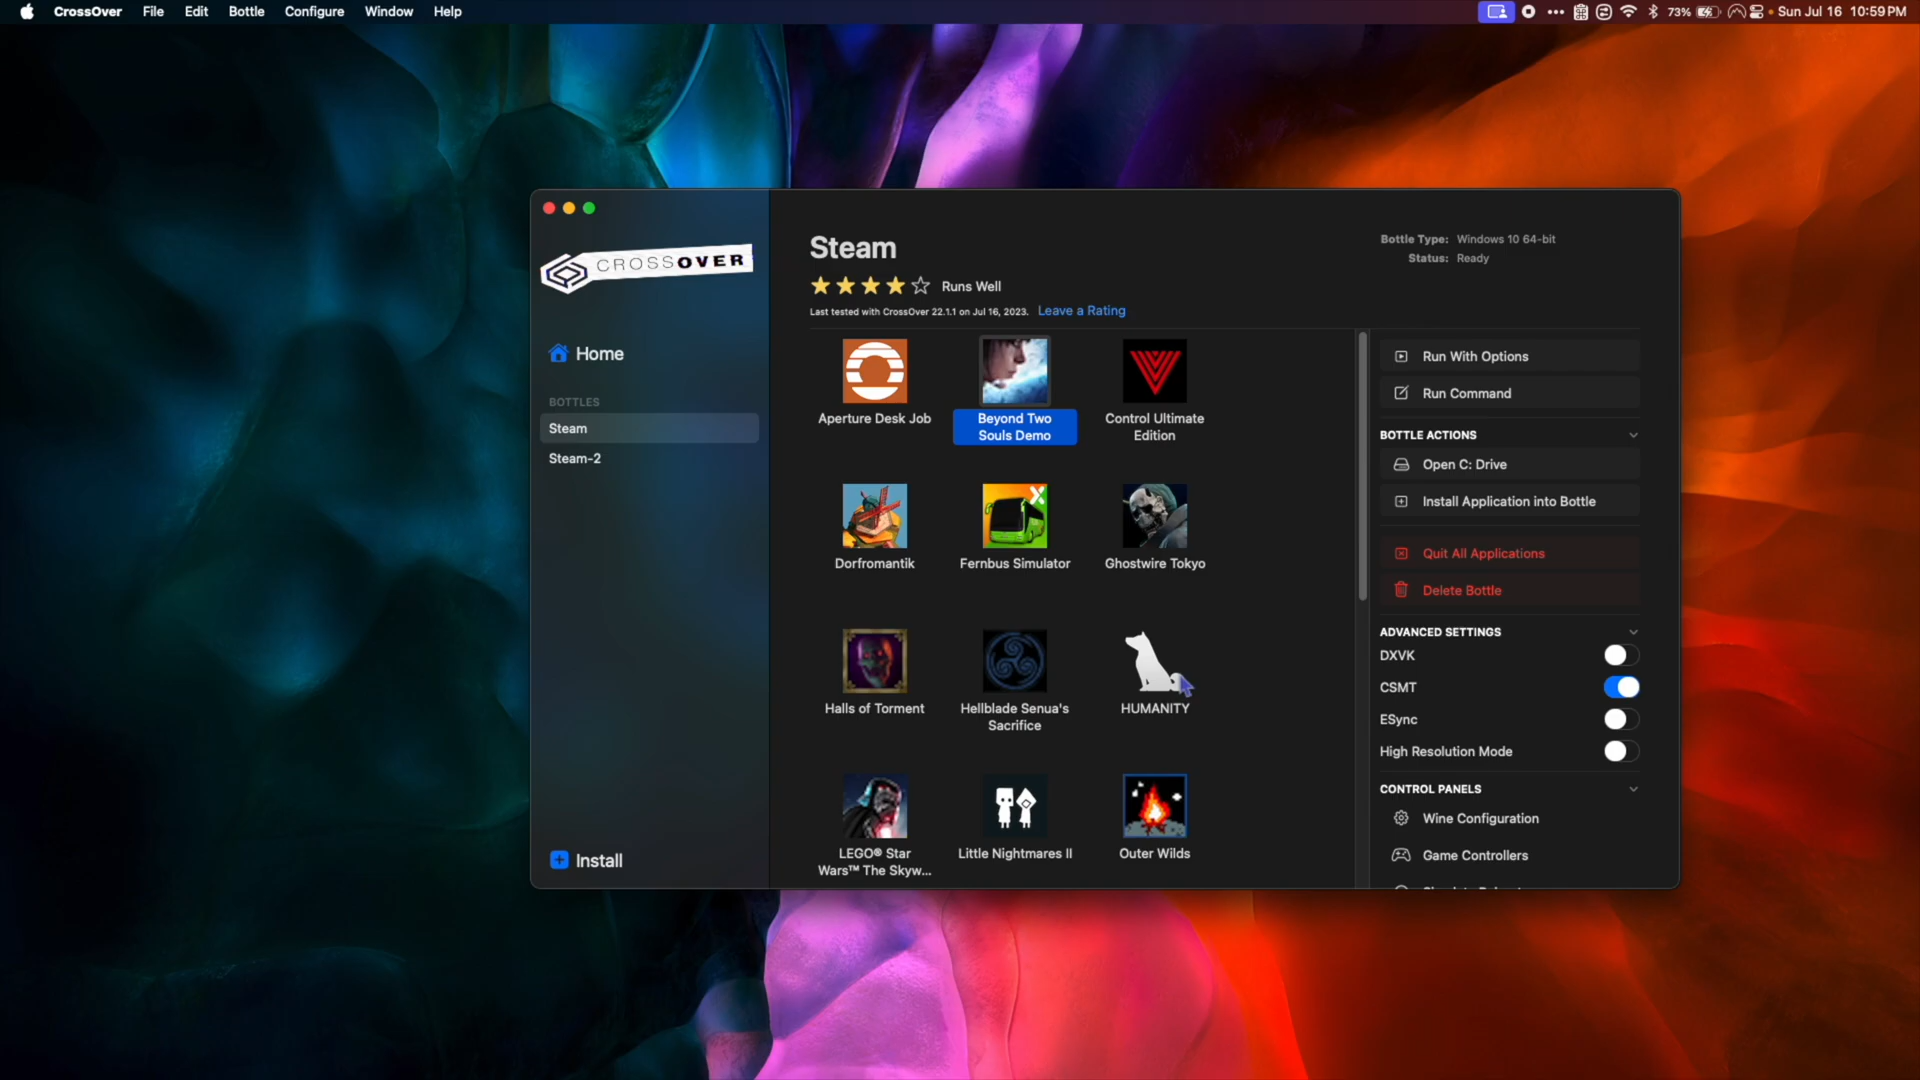 CrossOver File Edit Bottle Configure Window Help 73% Sun Jul 16 10:59 PM
CROSSOVER
Home
BOTTLES
Steam
Steam-2
Install
Steam
Runs Well
Last tested with CrossOver 22.1.1 on Jul 16, 2023. Leave a Rating
Bottle Type: Windows 10 64-bit
Status: Ready
Aperture Desk Job
Beyond Two
Souls Demo
Control Ultimate
Edition
Dorfromantik
Fernbus Simulator
Ghostwire Tokyo
Halls of Torment
Hellblade Senua's
Sacrifice
HUMANITY
LEGO® Star
Wars™ The Skyw...
Little Nightmares II
Outer Wilds
Run With Options
Run Command
BOTTLE ACTIONS
Open C: Drive
Install Application into Bottle
Quit All Applications
Delete Bottle
ADVANCED SETTINGS
DXVK
CSMT
ESync
High Resolution Mode
CONTROL PANELS
Wine Configuration
Game Controllers